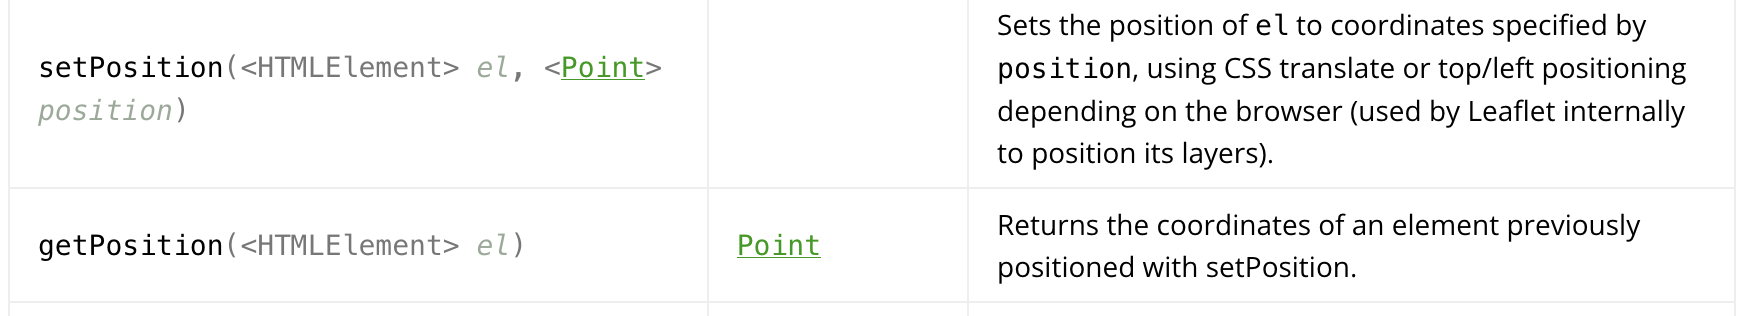 setPosition(<HTMLElement> el, <Point>
position)
Sets the position of el to coordinates specified by
position, using CSS translate or top/left positioning
depending on the browser (used by Leaflet internally
to position its layers).
getPosition(<HTMLElement> el)
Point
Returns the coordinates of an element previously
positioned with setPosition.